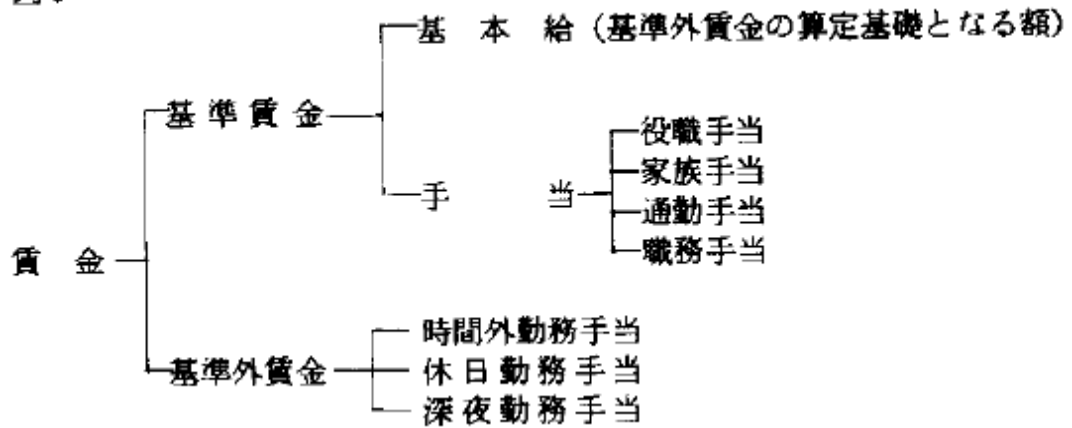 基本給(基準外賃金の算定基礎となる額)
基準賃金
役職手当
家族手当
手当
通勤手当
職務手当
賃金
時間外勤務手当
基準外賃金
休日勤務手当
深夜勤務手当